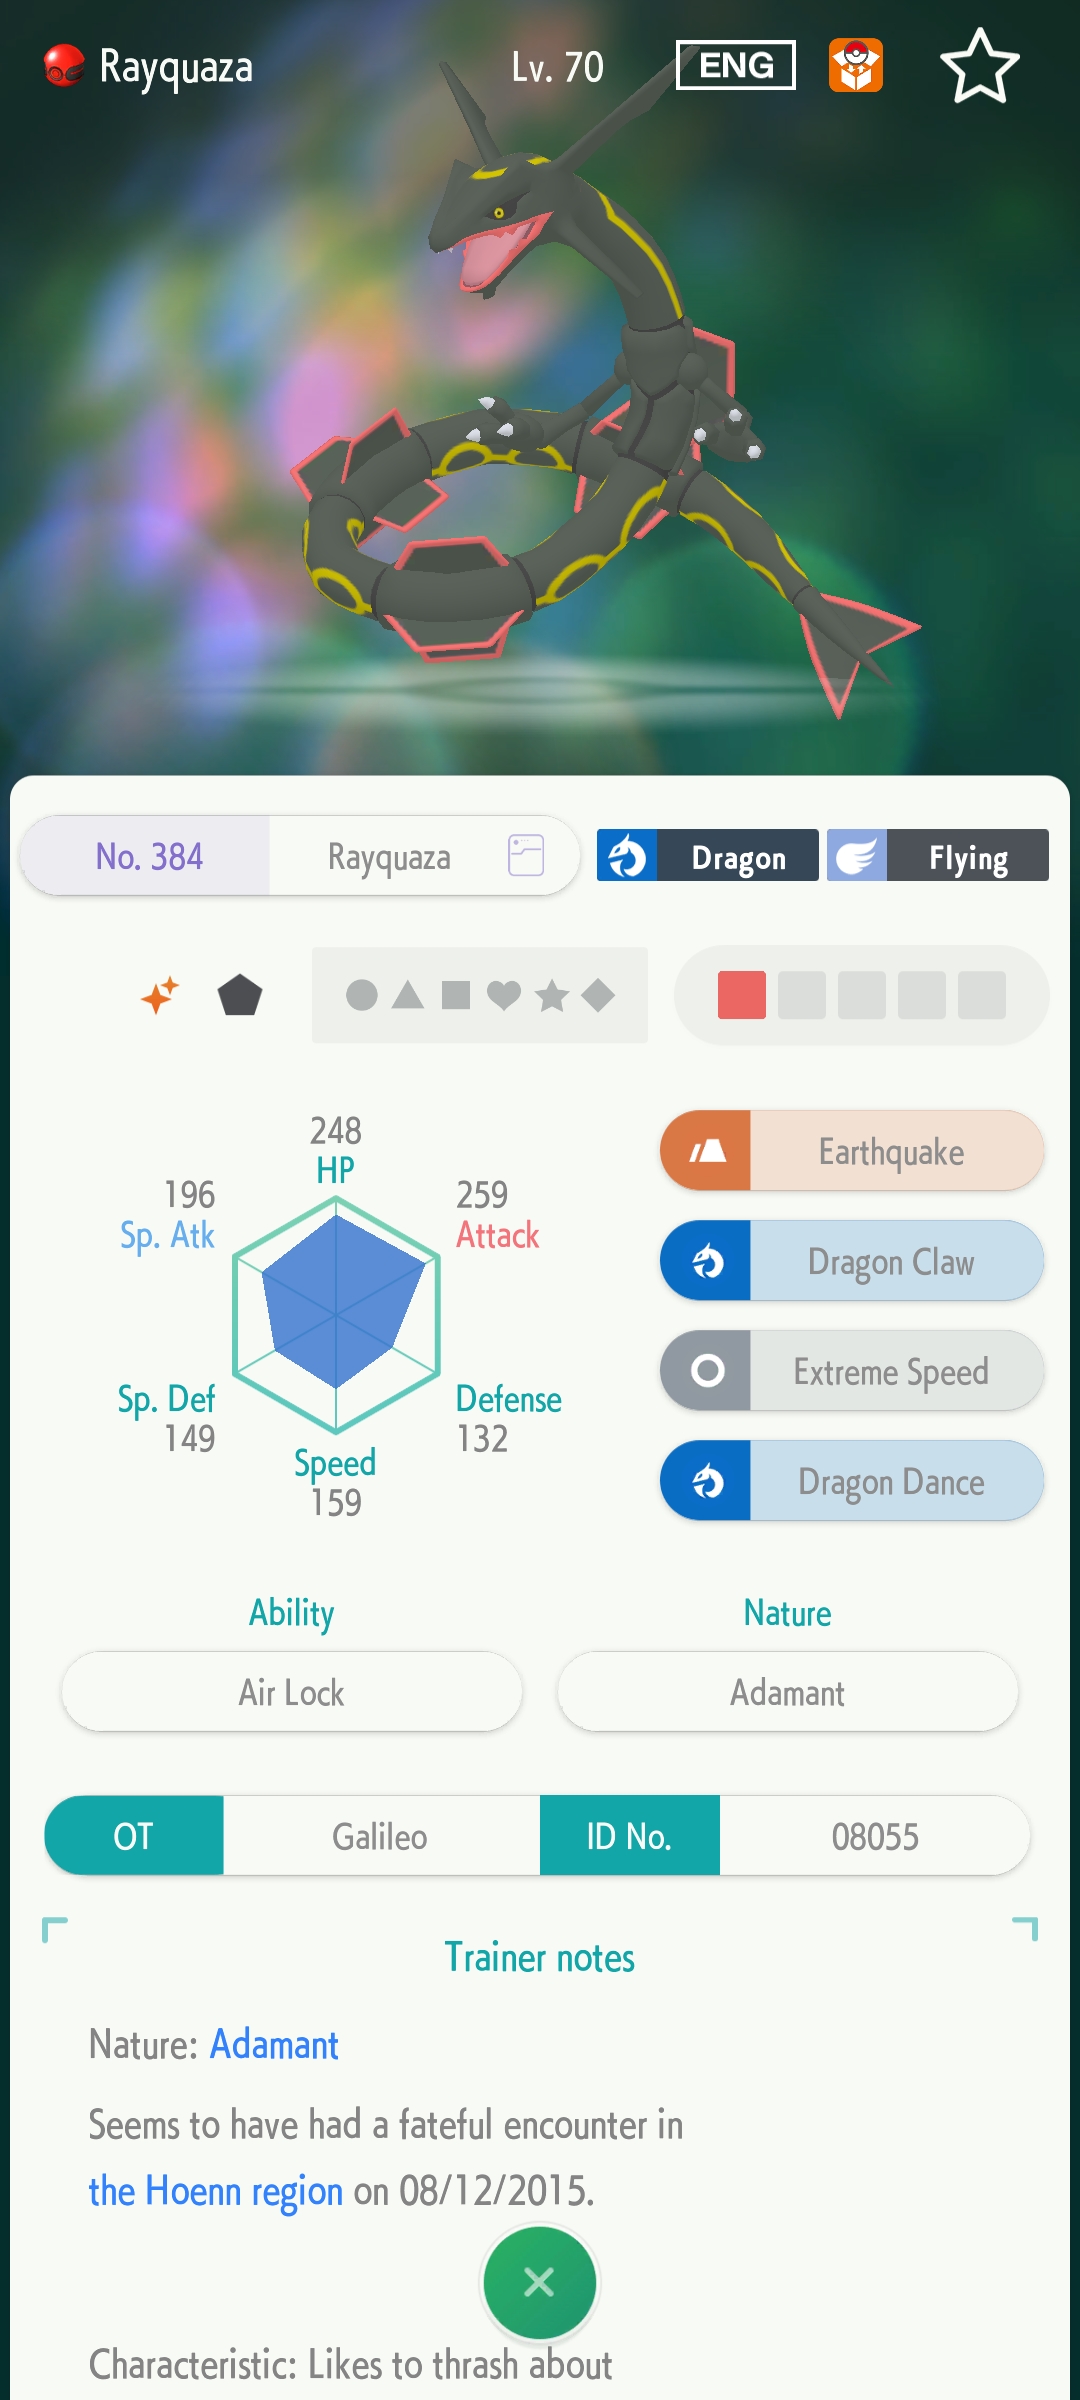 Rayquaza Lv. 70 ENG
No. 384 Rayquaza Dragon Flying
248
HP
196
Sp. Atk
259
Attack
Sp. Def
149
Defense
132
Speed
159
Earthquake
Dragon Claw
Extreme Speed
Dragon Dance
Ability
Air Lock
Nature
Adamant
OT Galileo ID No. 08055
Trainer notes
Nature: Adamant
Seems to have had a fateful encounter in
the Hoenn region on 08/12/2015.
Characteristic: Likes to thrash about